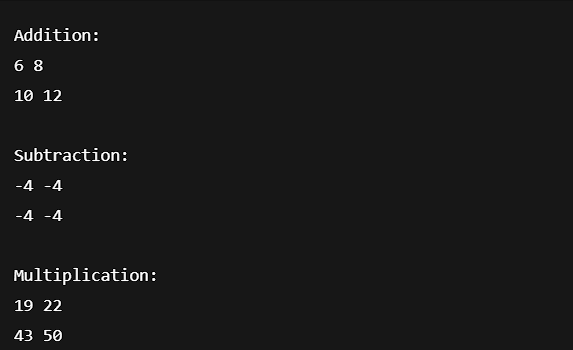 Addition:
6 8
10 12
Subtraction:
-4 -4
-4 -4
Multiplication:
19 22
43 50